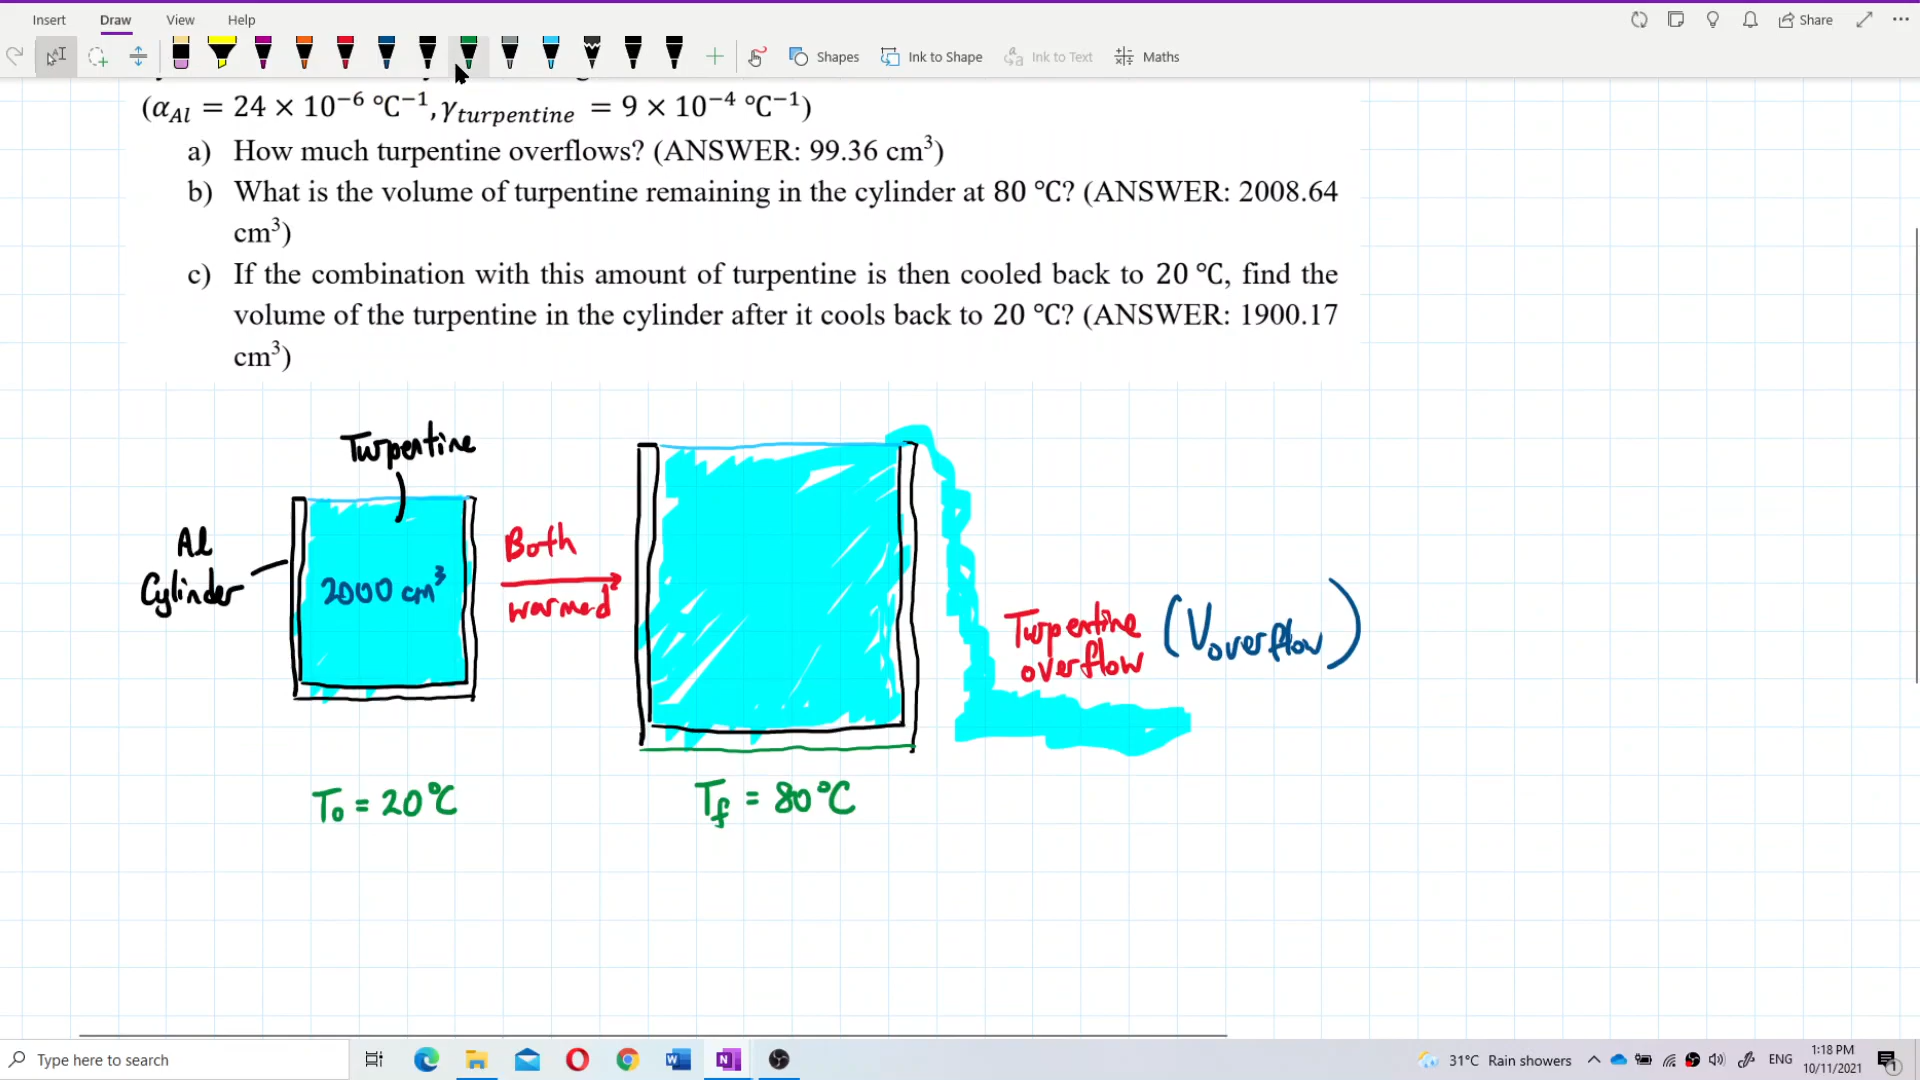 Insert Draw View Help
Share
Shapes Ink to Shape Ink to Text Maths
(α_Al = 24 × 10⁻⁶ °C⁻¹, γ_turpentine = 9 × 10⁻⁴ °C⁻¹)
a) How much turpentine overflows? (ANSWER: 99.36 cm³)
b) What is the volume of turpentine remaining in the cylinder at 80 °C? (ANSWER: 2008.64
cm³)
c) If the combination with this amount of turpentine is then cooled back to 20 °C, find the
volume of the turpentine in the cylinder after it cools back to 20 °C? (ANSWER: 1900.17
cm³)
Turpentine
Al
Cylinder
2000 cm³
Both
warmed
Turpentine
overflow
(V_overflow)
T₀ = 20°C
T_f = 80°C
Type here to search
31°C Rain showers
ENG
1:18 PM
10/11/2021
1